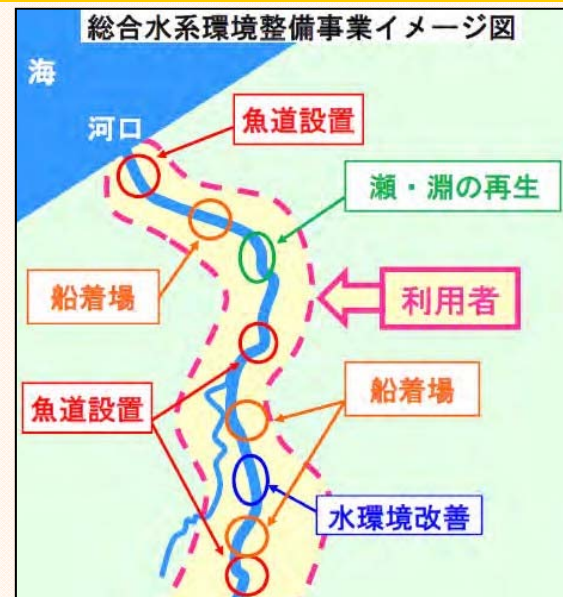 総合水系環境整備事業イメージ図
海
河口
魚道設置
瀬・淵の再生
船着場
利用者
船着場
魚道設置
水環境改善